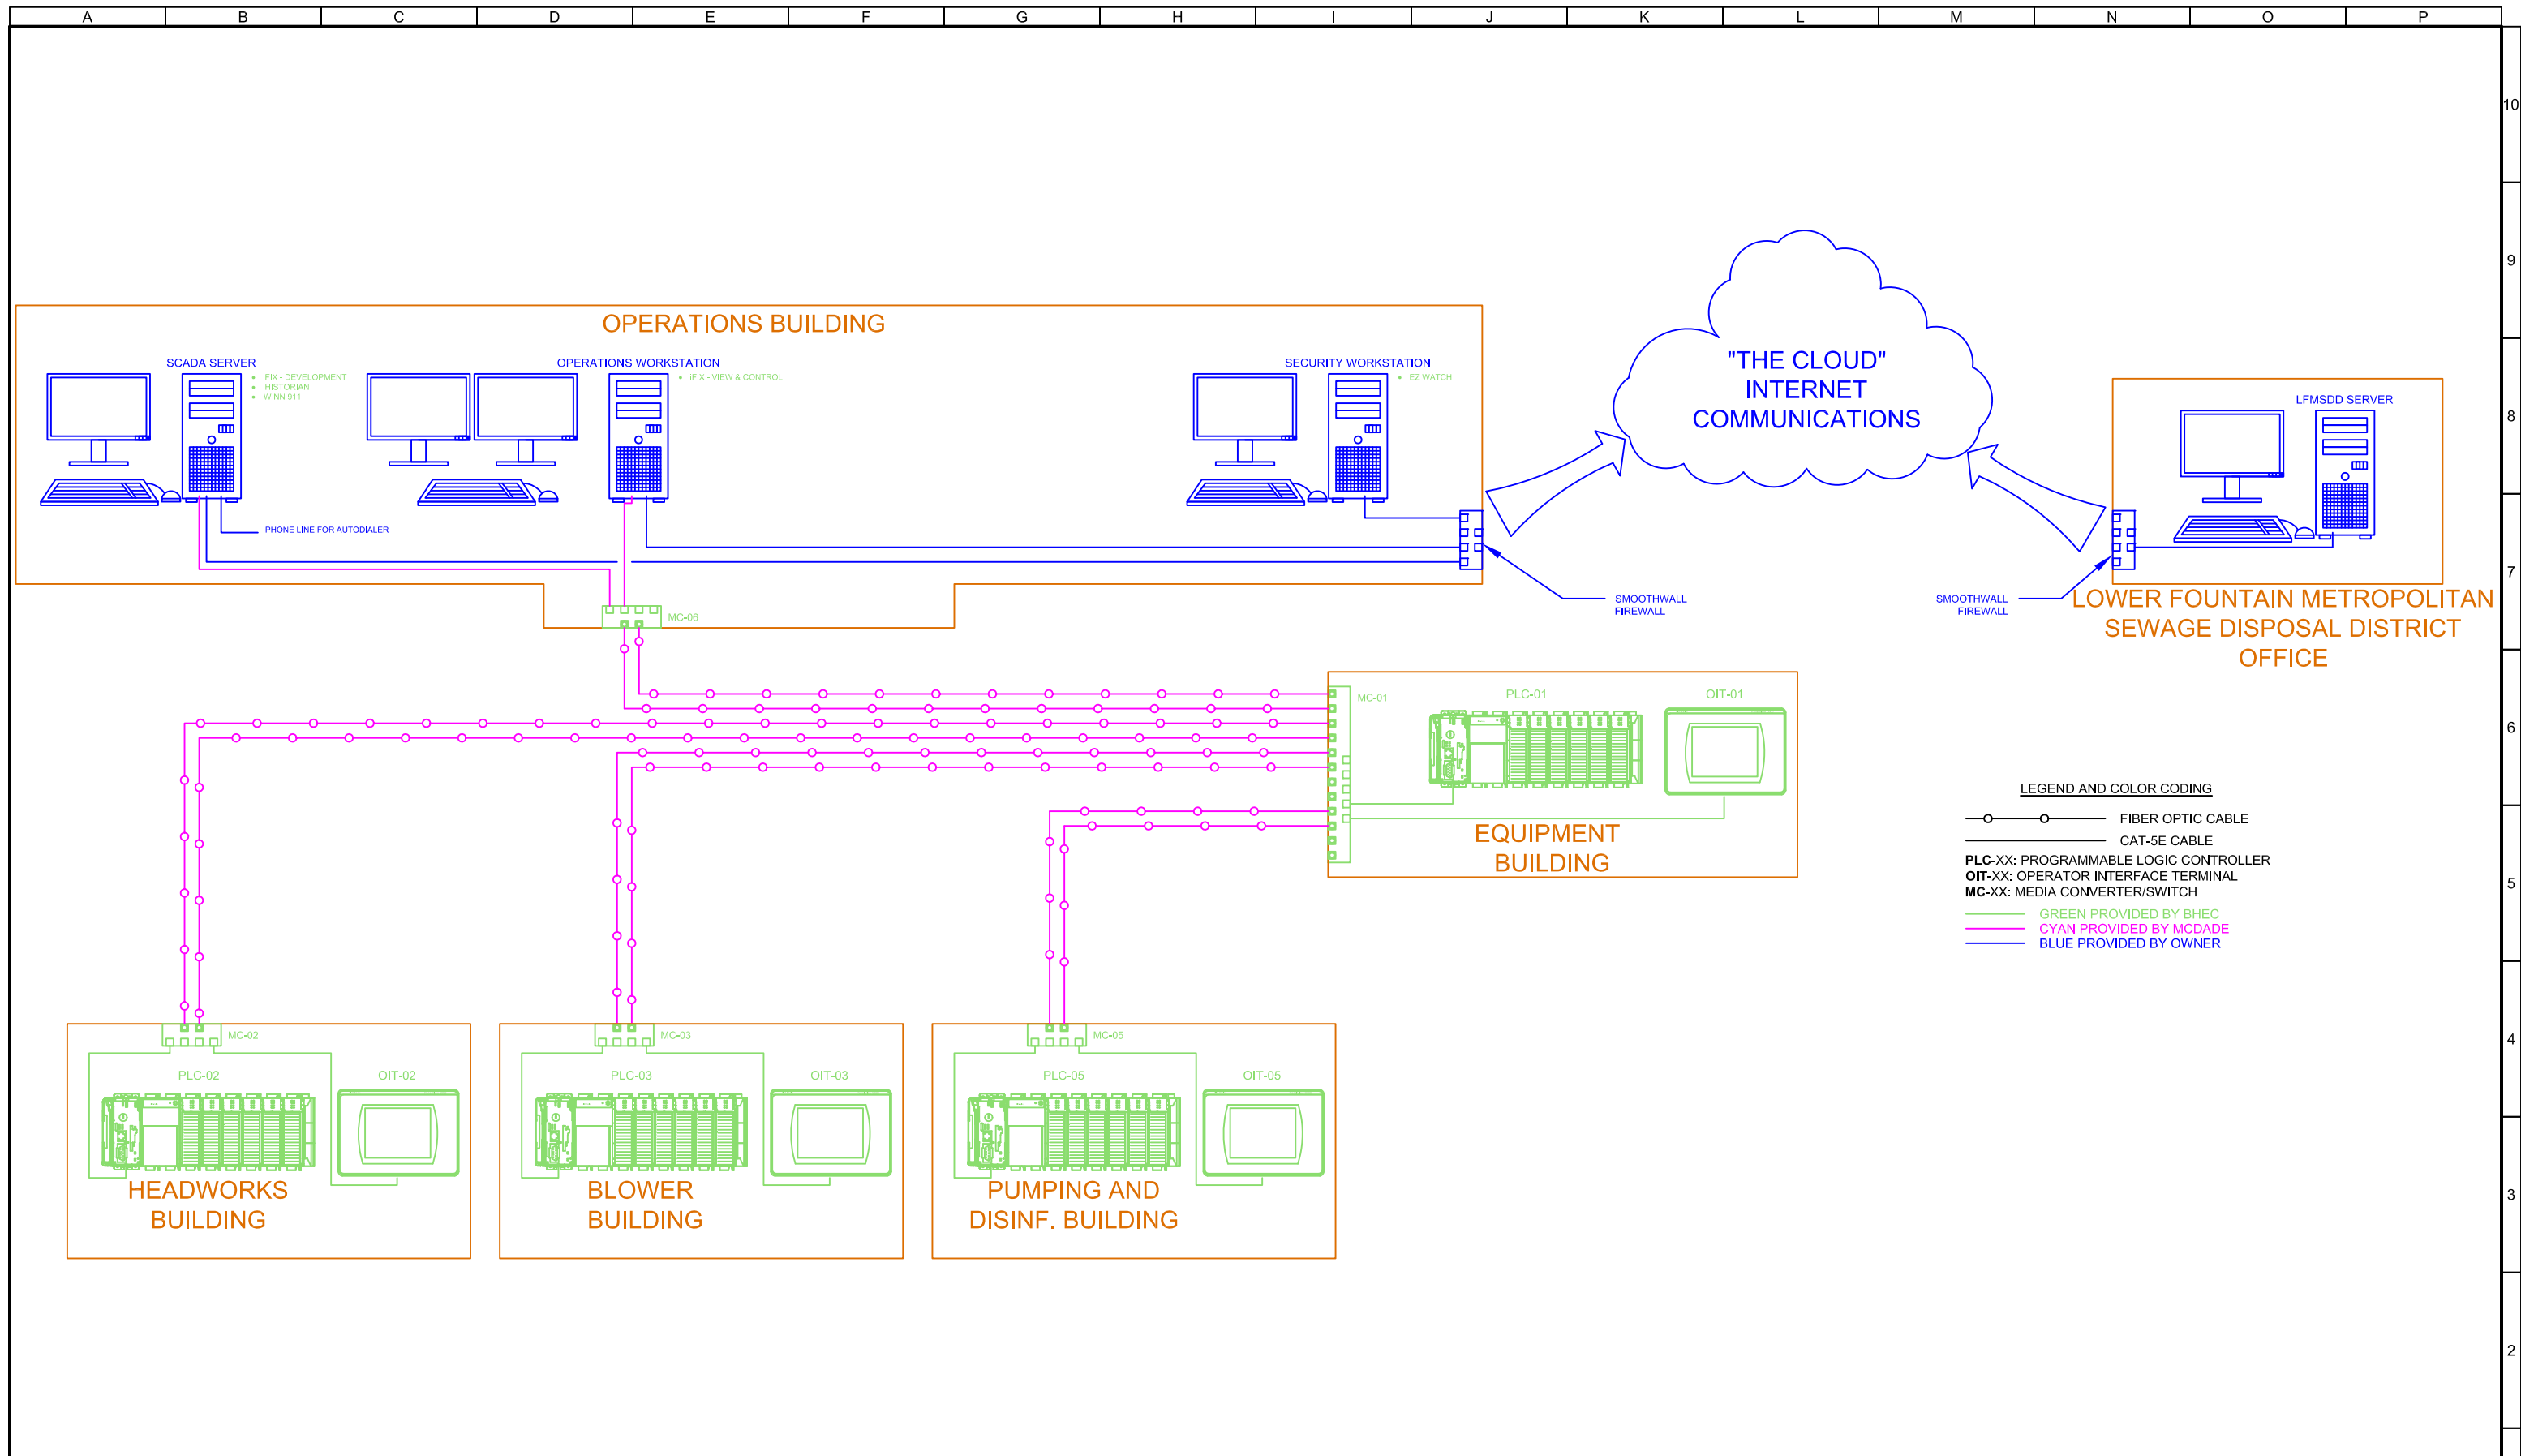 A B C D E F G H I J K L M N O P
10
9
8
7
6
5
4
3
2
OPERATIONS BUILDING
SCADA SERVER
• iFIX - DEVELOPMENT
• iHISTORIAN
• WINN 911
OPERATIONS WORKSTATION
• iFIX - VIEW & CONTROL
SECURITY WORKSTATION
• EZ WATCH
PHONE LINE FOR AUTODIALER
"THE CLOUD"
INTERNET
COMMUNICATIONS
LFMSDD SERVER
SMOOTHWALL
FIREWALL
SMOOTHWALL
FIREWALL
LOWER FOUNTAIN METROPOLITAN
SEWAGE DISPOSAL DISTRICT
OFFICE
MC-06
MC-01
PLC-01
OIT-01
EQUIPMENT
BUILDING
LEGEND AND COLOR CODING
FIBER OPTIC CABLE
CAT-5E CABLE
PLC-XX: PROGRAMMABLE LOGIC CONTROLLER
OIT-XX: OPERATOR INTERFACE TERMINAL
MC-XX: MEDIA CONVERTER/SWITCH
GREEN PROVIDED BY BHEC
CYAN PROVIDED BY MCDADE
BLUE PROVIDED BY OWNER
MC-02
PLC-02
OIT-02
HEADWORKS
BUILDING
MC-03
PLC-03
OIT-03
BLOWER
BUILDING
MC-05
PLC-05
OIT-05
PUMPING AND
DISINF. BUILDING